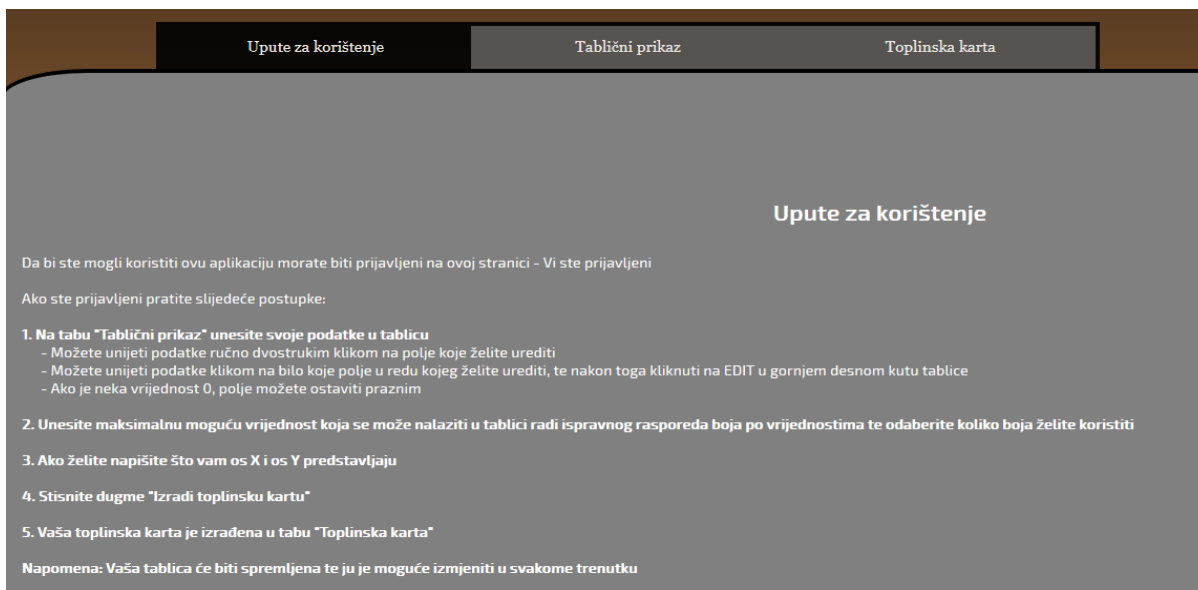 Upute za korištenje
Tablični prikaz
Toplinska karta
Upute za korištenje
Da bi ste mogli koristiti ovu aplikaciju morate biti prijavljeni na ovoj stranici - Vi ste prijavljeni
Ako ste prijavljeni pratite slijedeće postupke:
1. Na tabu "Tablični prikaz" unesite svoje podatke u tablicu
- Možete unijeti podatke ručno dvostrukim klikom na polje koje želite urediti
- Možete unijeti podatke klikom na bilo koje polje u redu kojeg želite urediti, te nakon toga kliknuti na EDIT u gornjem desnom kutu tablice
- Ako je neka vrijednost 0, polje možete ostaviti praznim
2. Unesite maksimalnu moguću vrijednost koja se može nalaziti u tablici radi ispravnog rasporeda boja po vrijednostima te odaberite koliko boja želite koristiti
3. Ako želite napišite što vam os X i os Y predstavljaju
4. Stisnite dugme "Izradi toplinsku kartu"
5. Vaša toplinska karta je izrađena u tabu "Toplinska karta"
Napomena: Vaša tablica će biti spremljena te ju je moguće izmjeniti u svakome trenutku